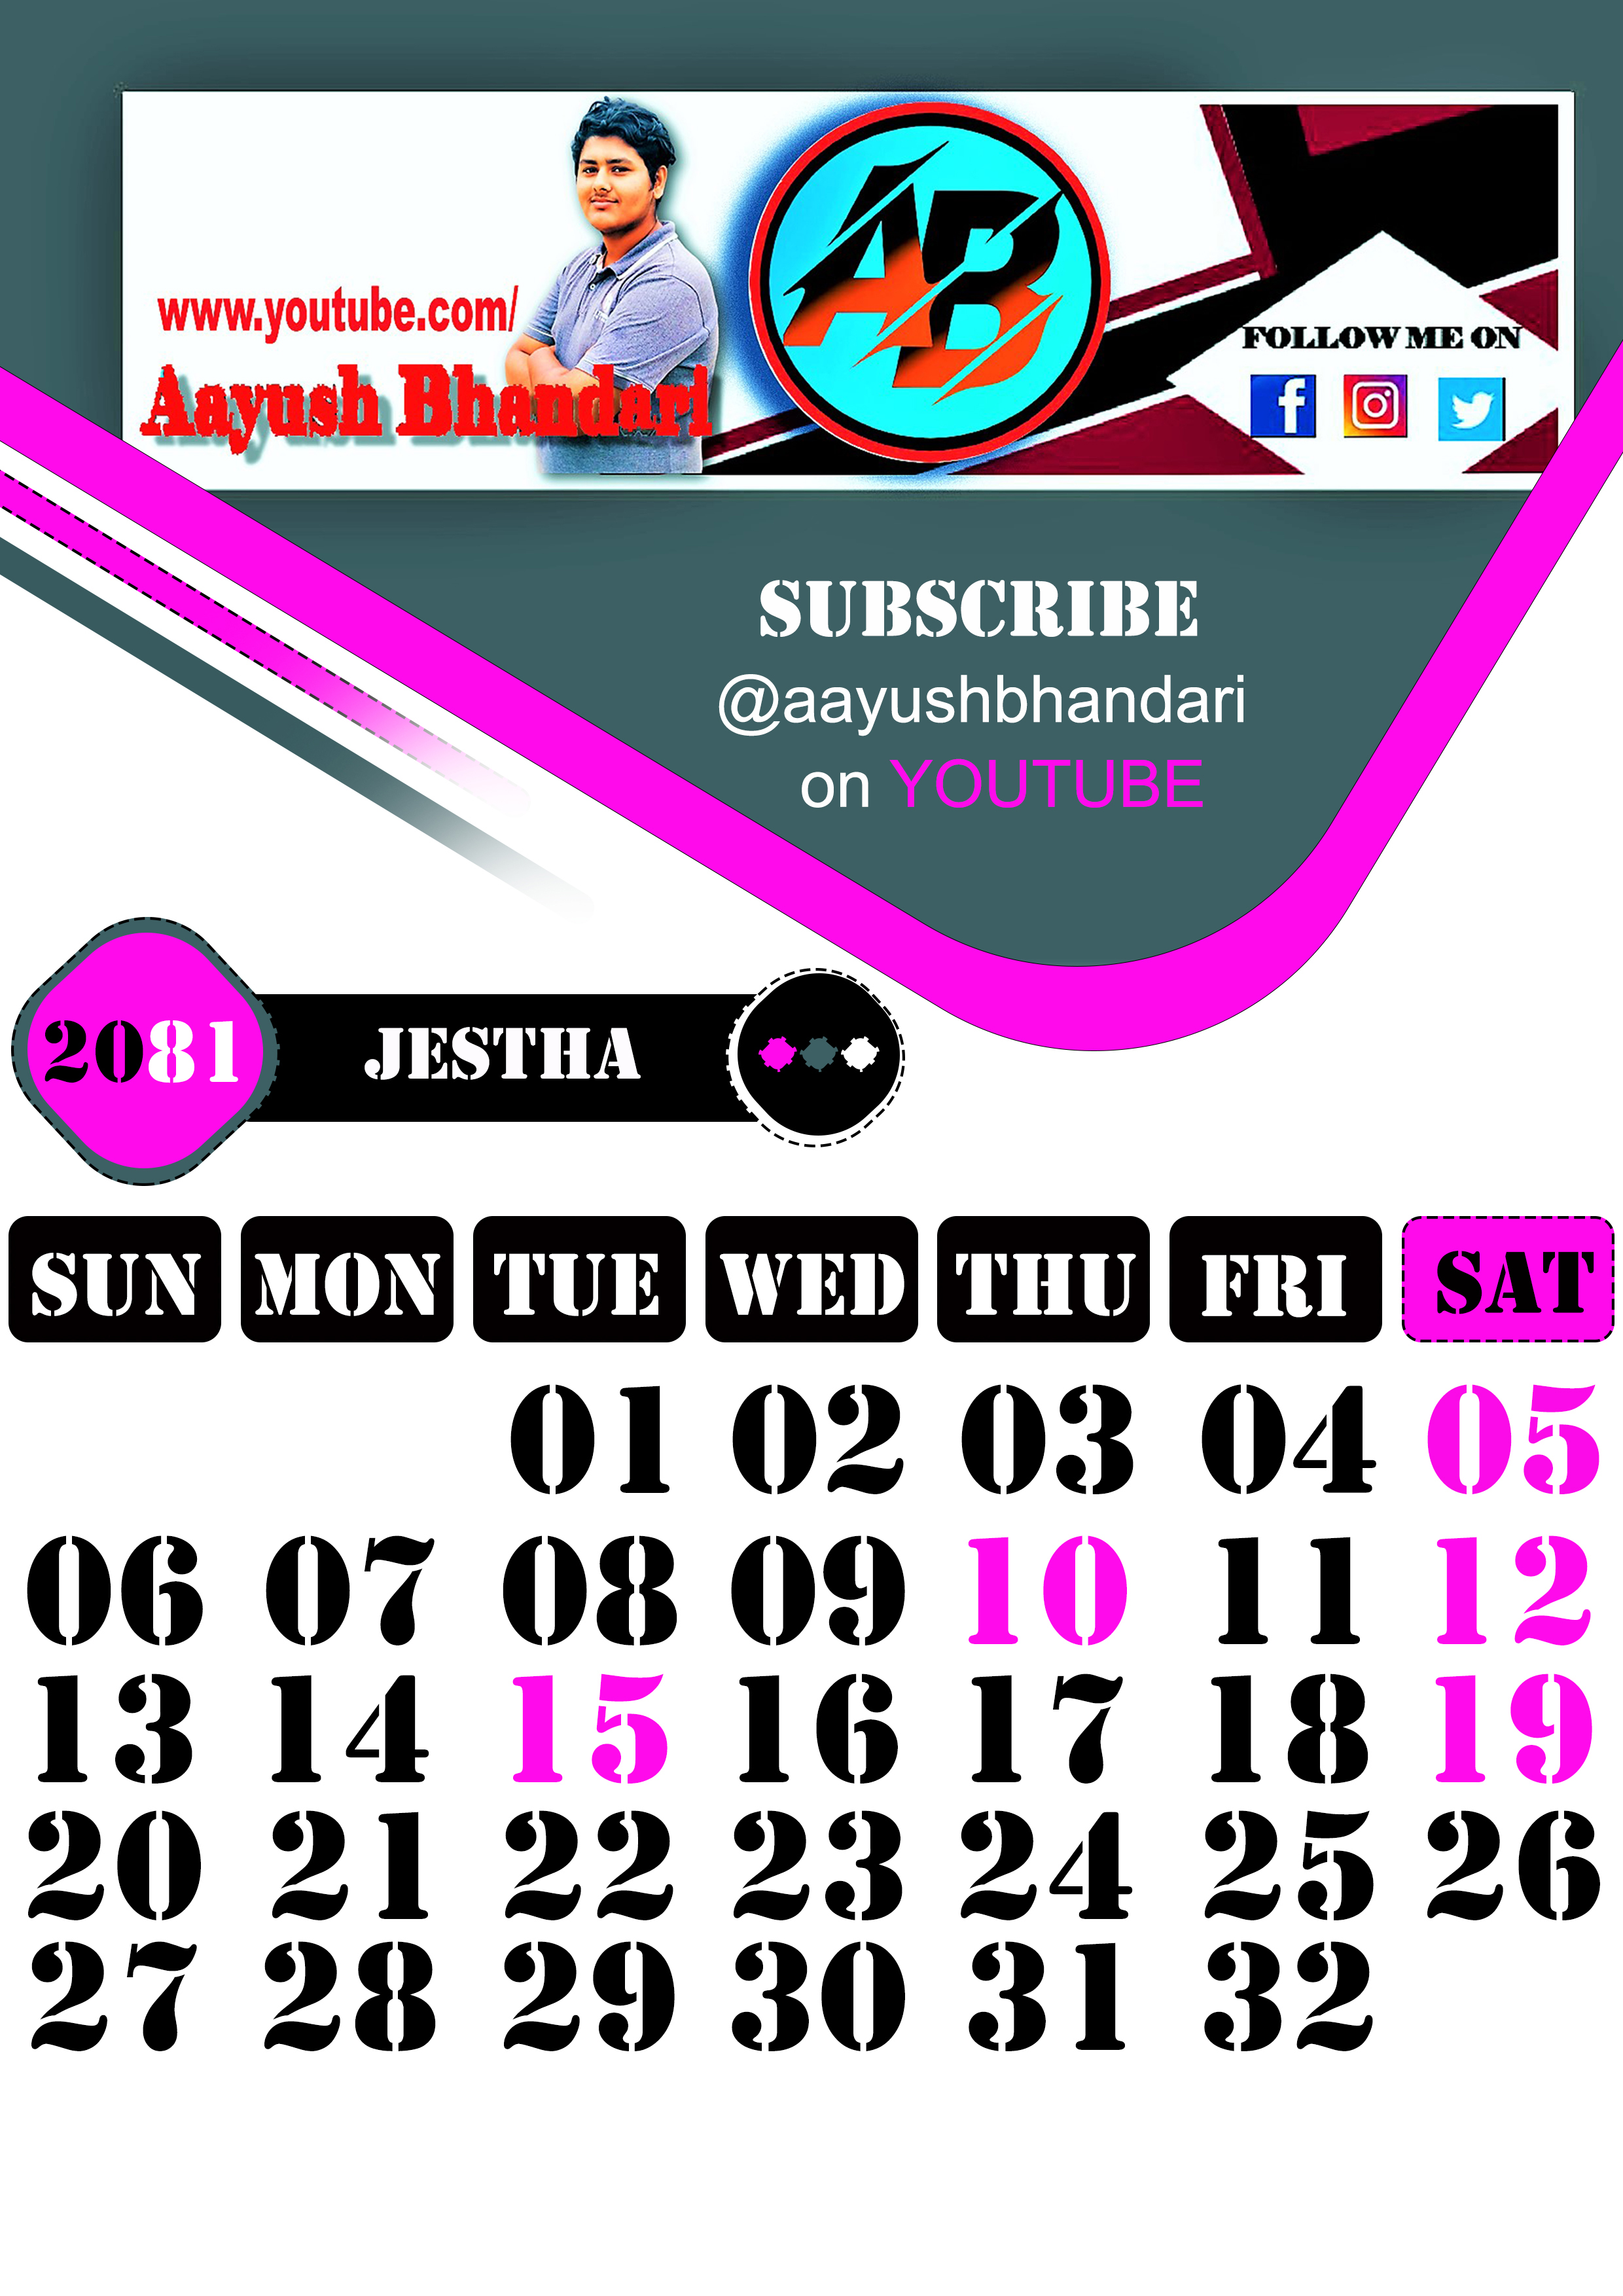 www.youtube.com/
Aayush Bhandari
AB
FOLLOW ME ON
SUBSCRIBE
@aayushbhandari
on YOUTUBE
2081 JESTHA
SUN MON TUE WED THU FRI SAT
01 02 03 04 05
06 07 08 09 10 11 12
13 14 15 16 17 18 19
20 21 22 23 24 25 26
27 28 29 30 31 32